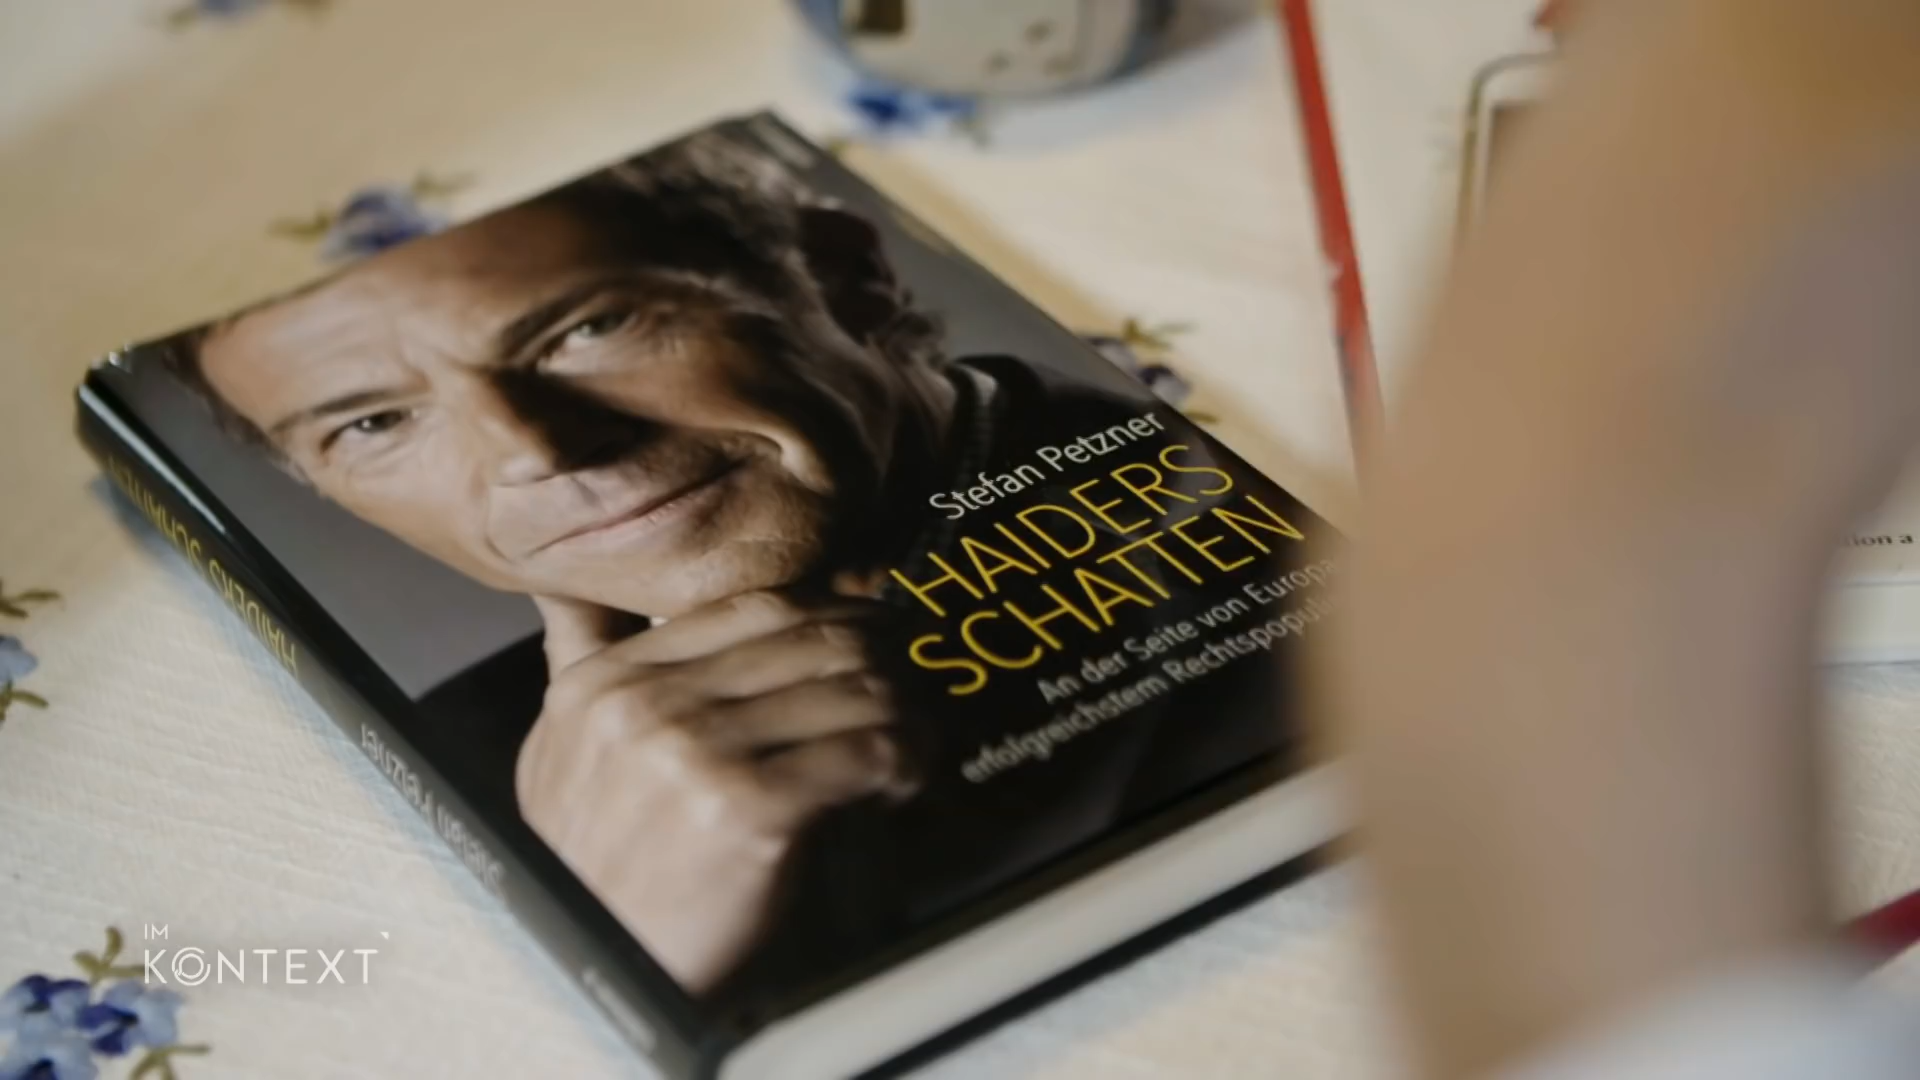 Stefan Petzner
HAIDERS
SCHATTEN
An der Seite von Europa
erfolgreichstem Rechtspopul
HAIDERS SCHATTEN
Stefan Petzner
IM
KONTEXT